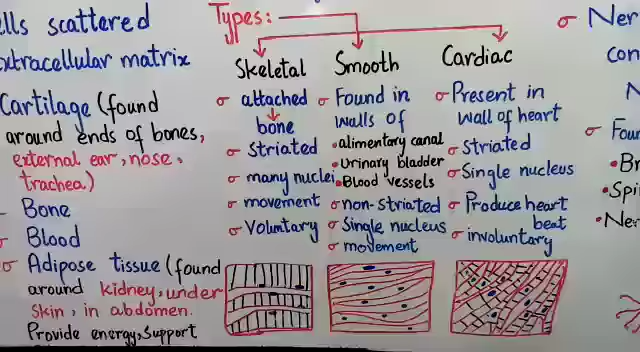 lls scattered
xtracellular matrix
Cartilage (found
around ends of bones,
external ear, nose,
trachea)
Bone
Blood
Adipose tissue (found
around kidney, under
Skin, in abdomen.
Provide energy, Support
Types:
Skeletal
attached
bone
Striated
many nuclei
movement
Voluntary
Smooth
Found in
walls of
• alimentary canal
• Urinary bladder
• Blood vessels
non-striated
Single nucleus
movement
Cardiac
Present in
wall of heart
Striated
Single nucleus
Produce heart
beat
involuntary
Ner
con
N
Foun
• Br
• Spi
• Ner